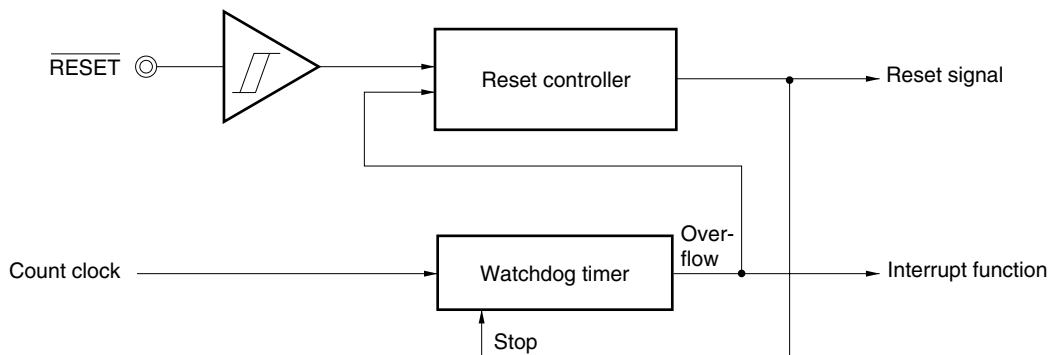 RESET
Reset controller
Reset signal
Over-
flow
Count clock
Watchdog timer
Interrupt function
Stop